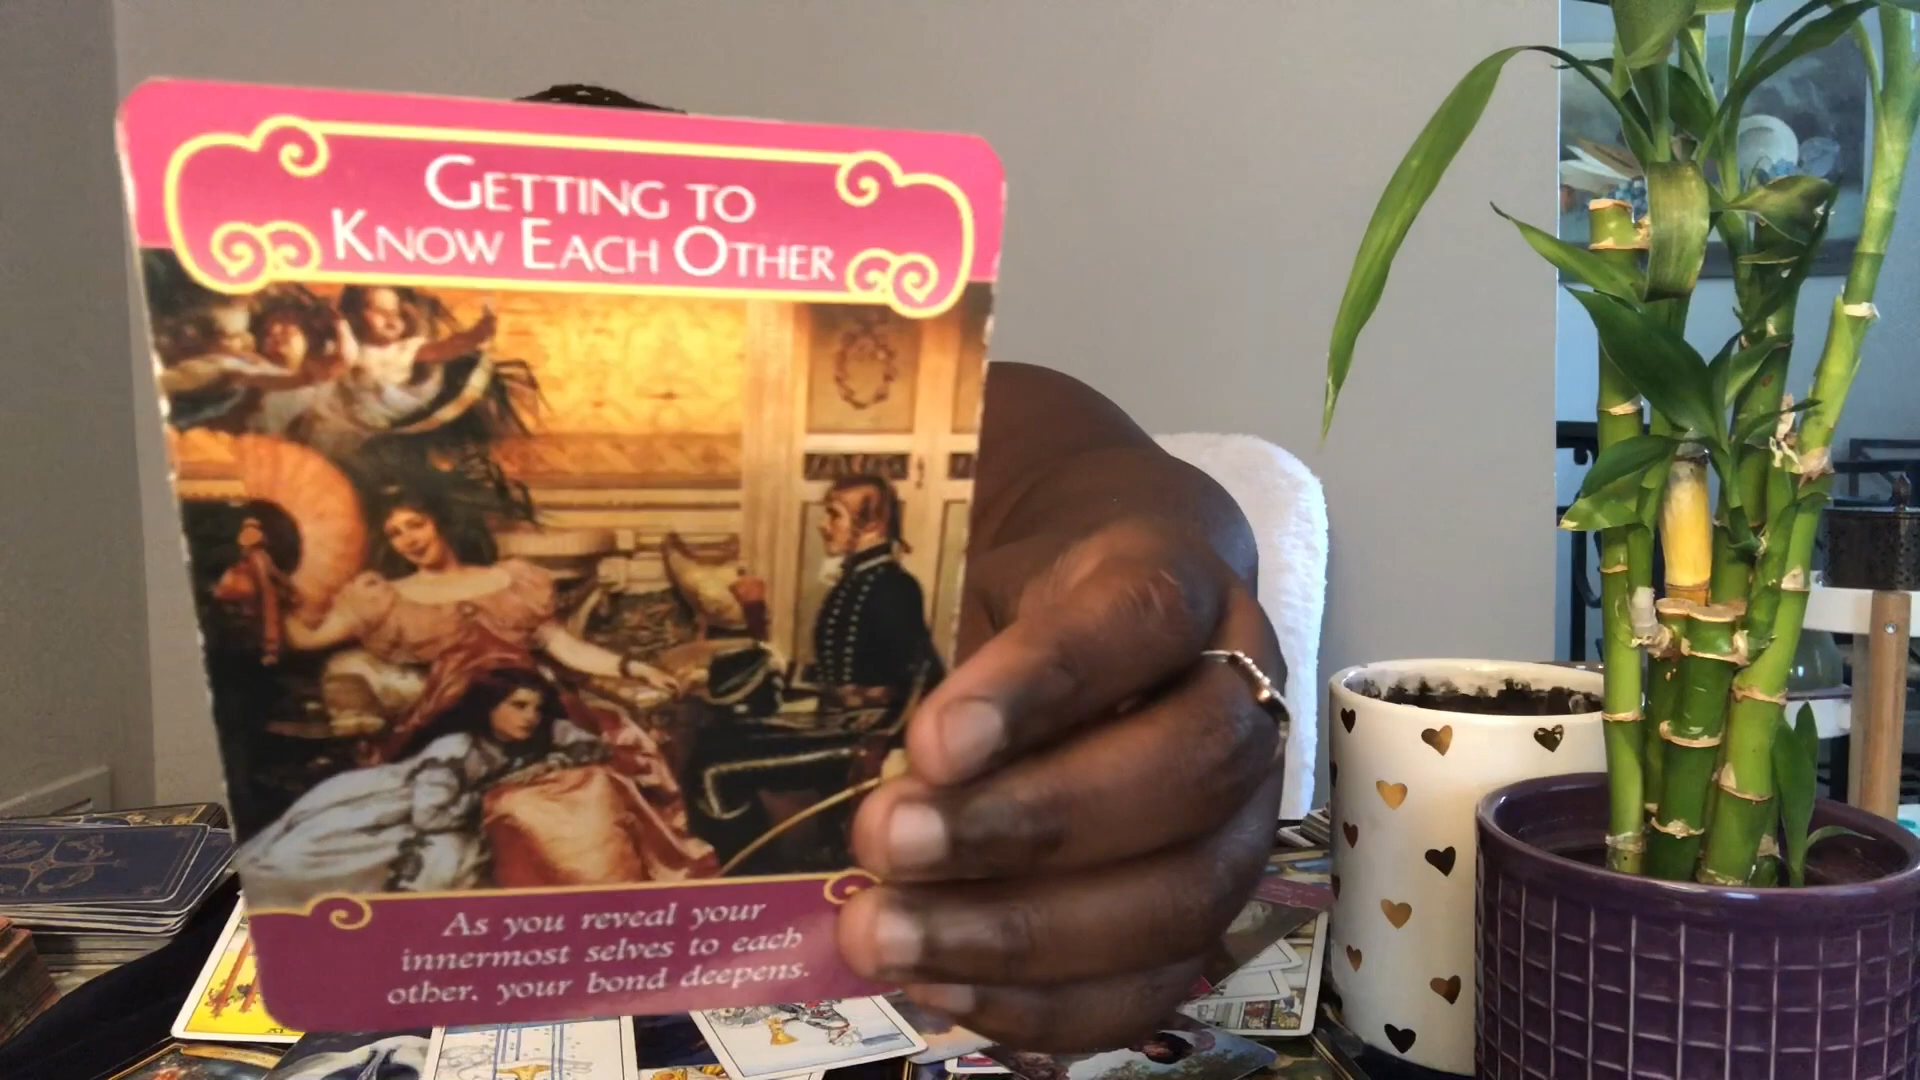 GETTING TO
KNOW EACH OTHER
As you reveal your
innermost selves to each
other, your bond deepens.